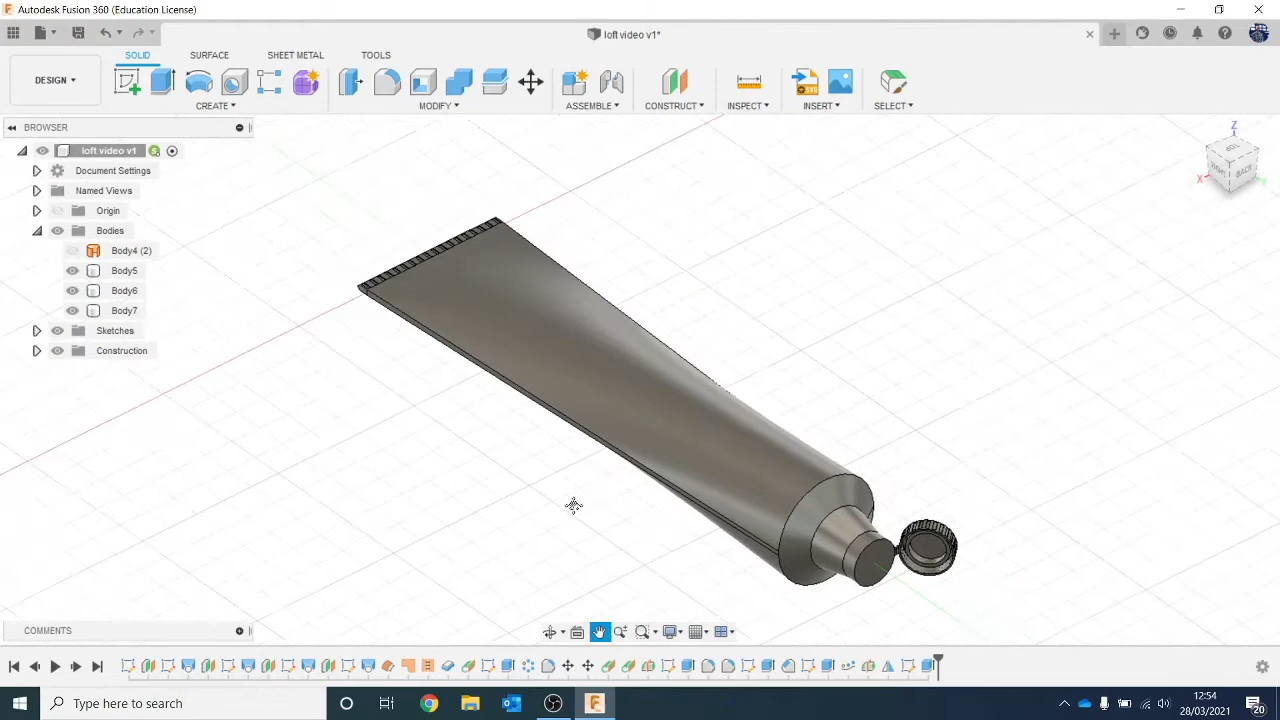 Autodesk Fusion 360 (Education License)
loft video v1*
SOLID
SURFACE
SHEET METAL
TOOLS
DESIGN
CREATE
MODIFY
ASSEMBLE
CONSTRUCT
INSPECT
INSERT
SELECT
BROWSER
loft video v1
Document Settings
Named Views
Origin
Bodies
Body4 (2)
Body5
Body6
Body7
Sketches
Construction
Z
X
BACK
COMMENTS
Type here to search
12:54
28/03/2021
20